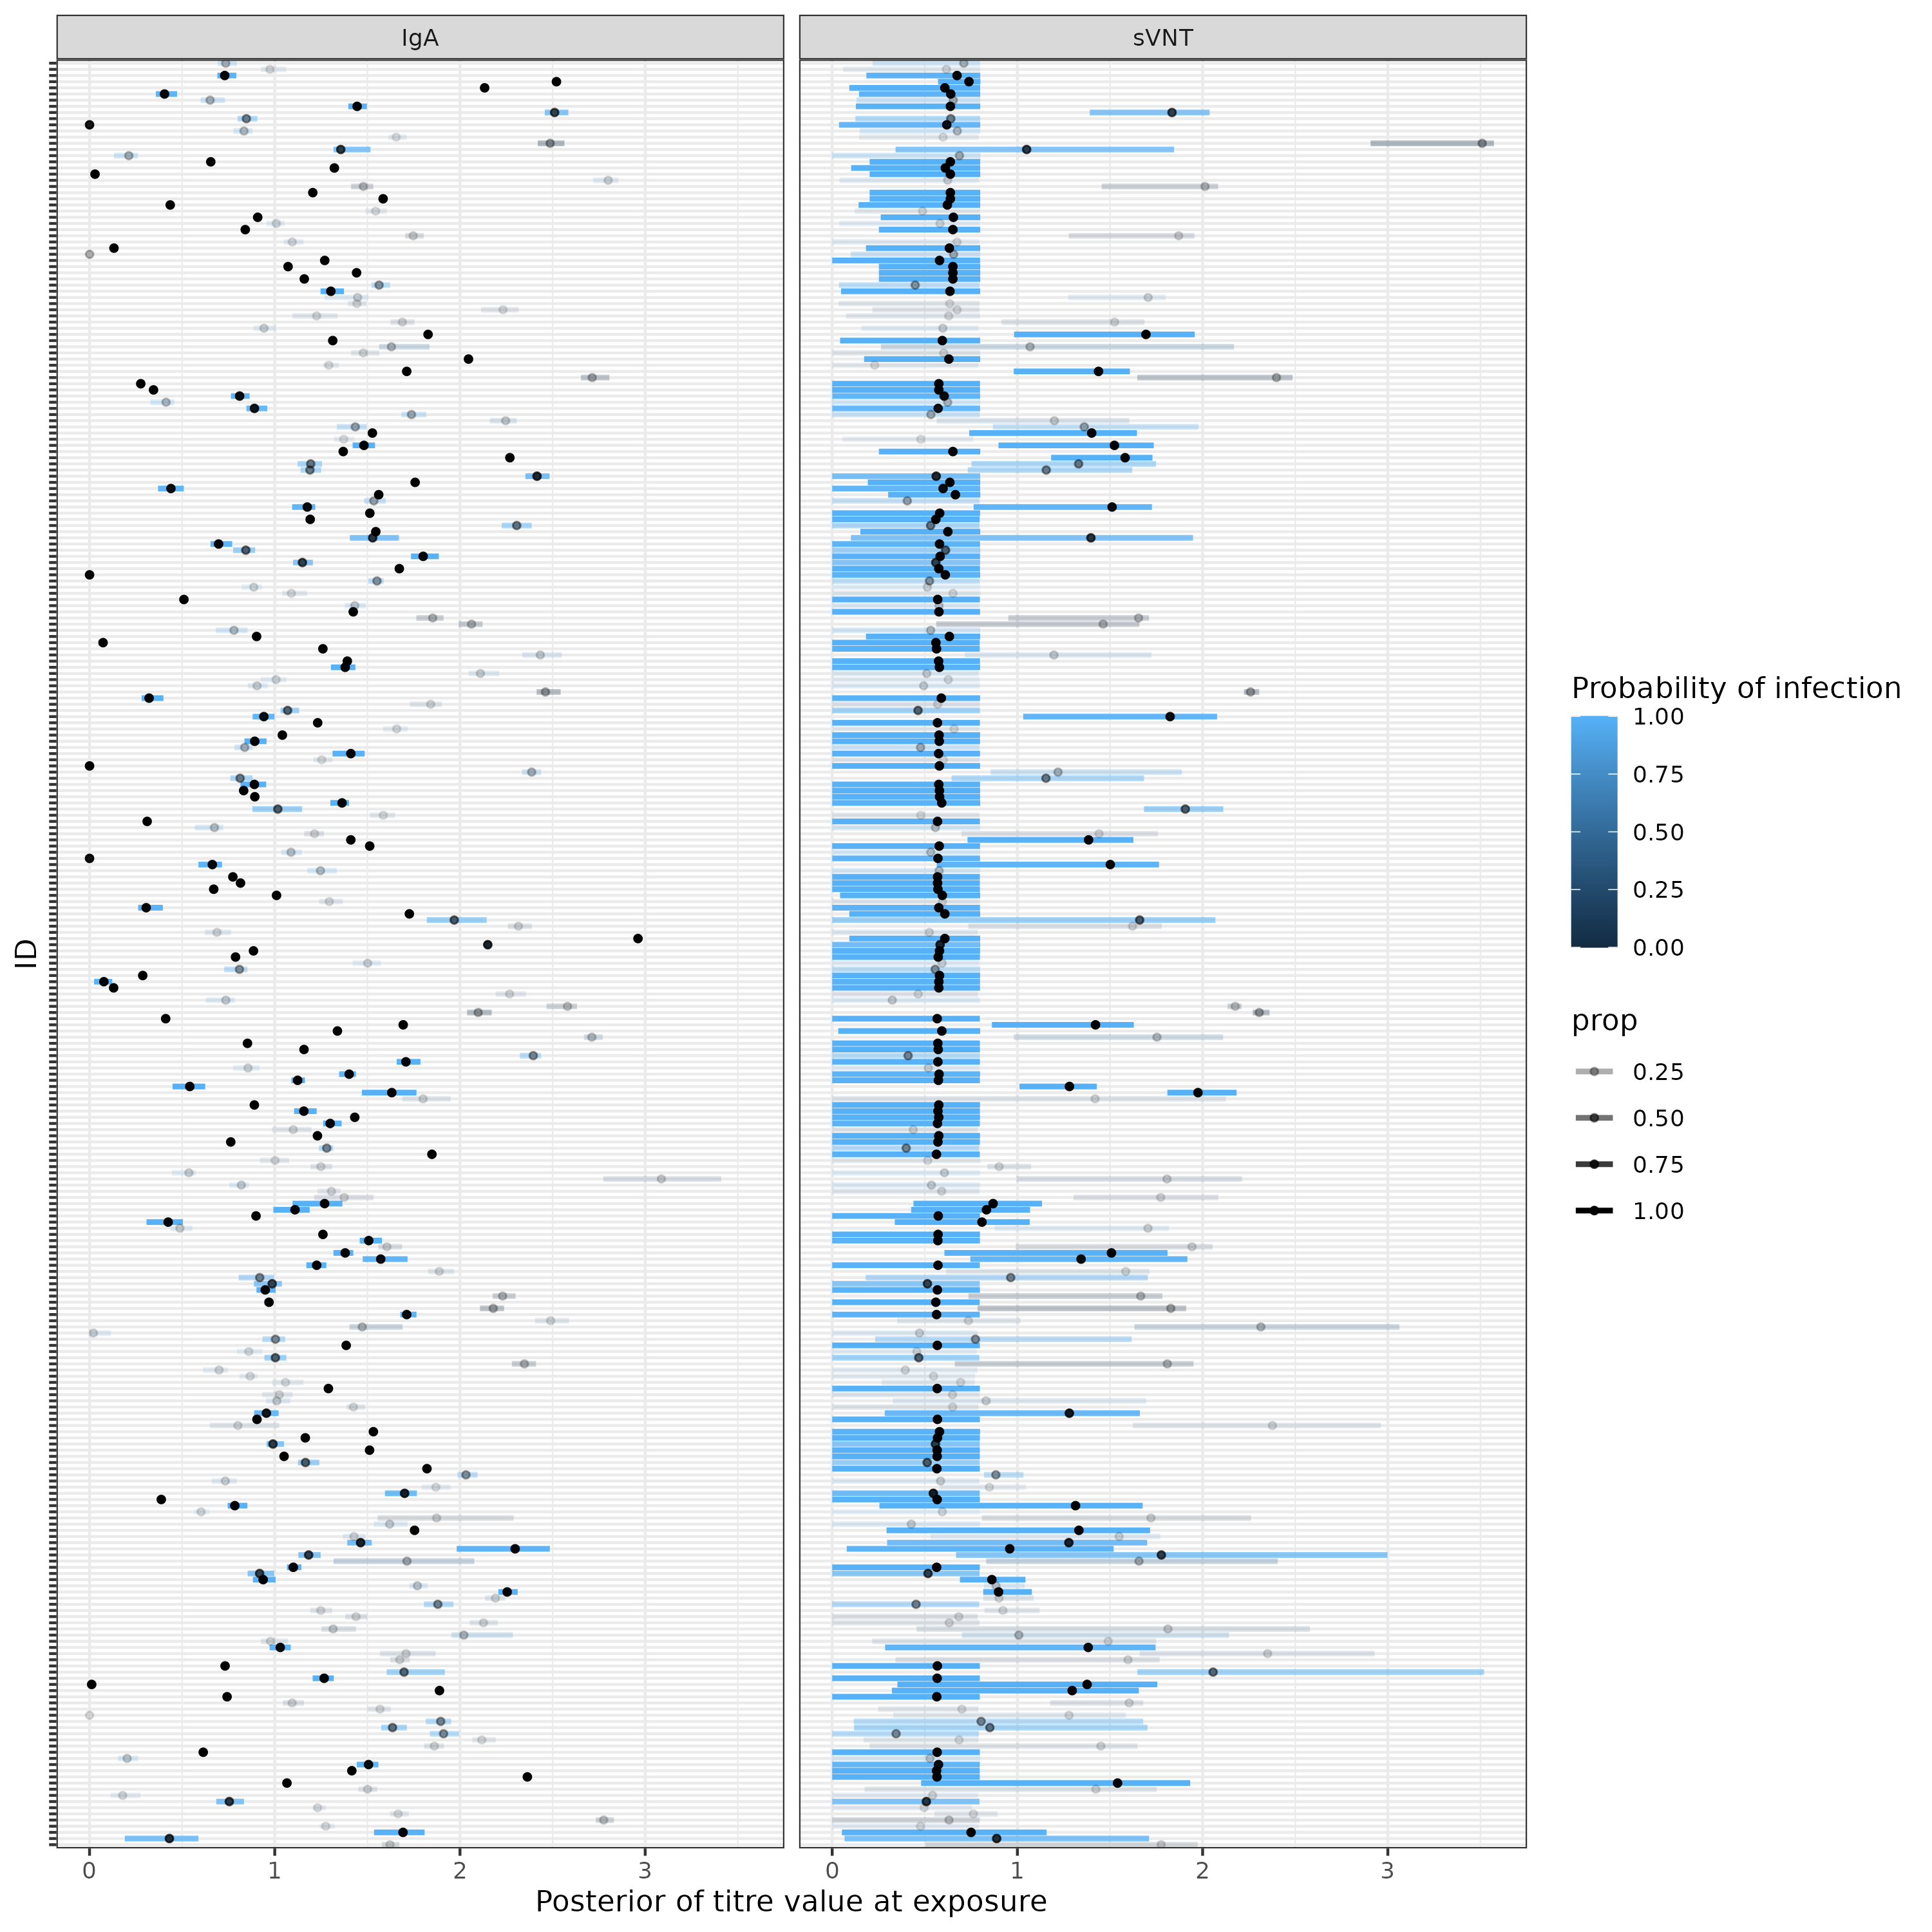 IgA
sVNT
ID
0 1 2 3
0 1 2 3
Posterior of titre value at exposure
Probability of infection
1.00
0.75
0.50
0.25
0.00
prop
0.25
0.50
0.75
1.00